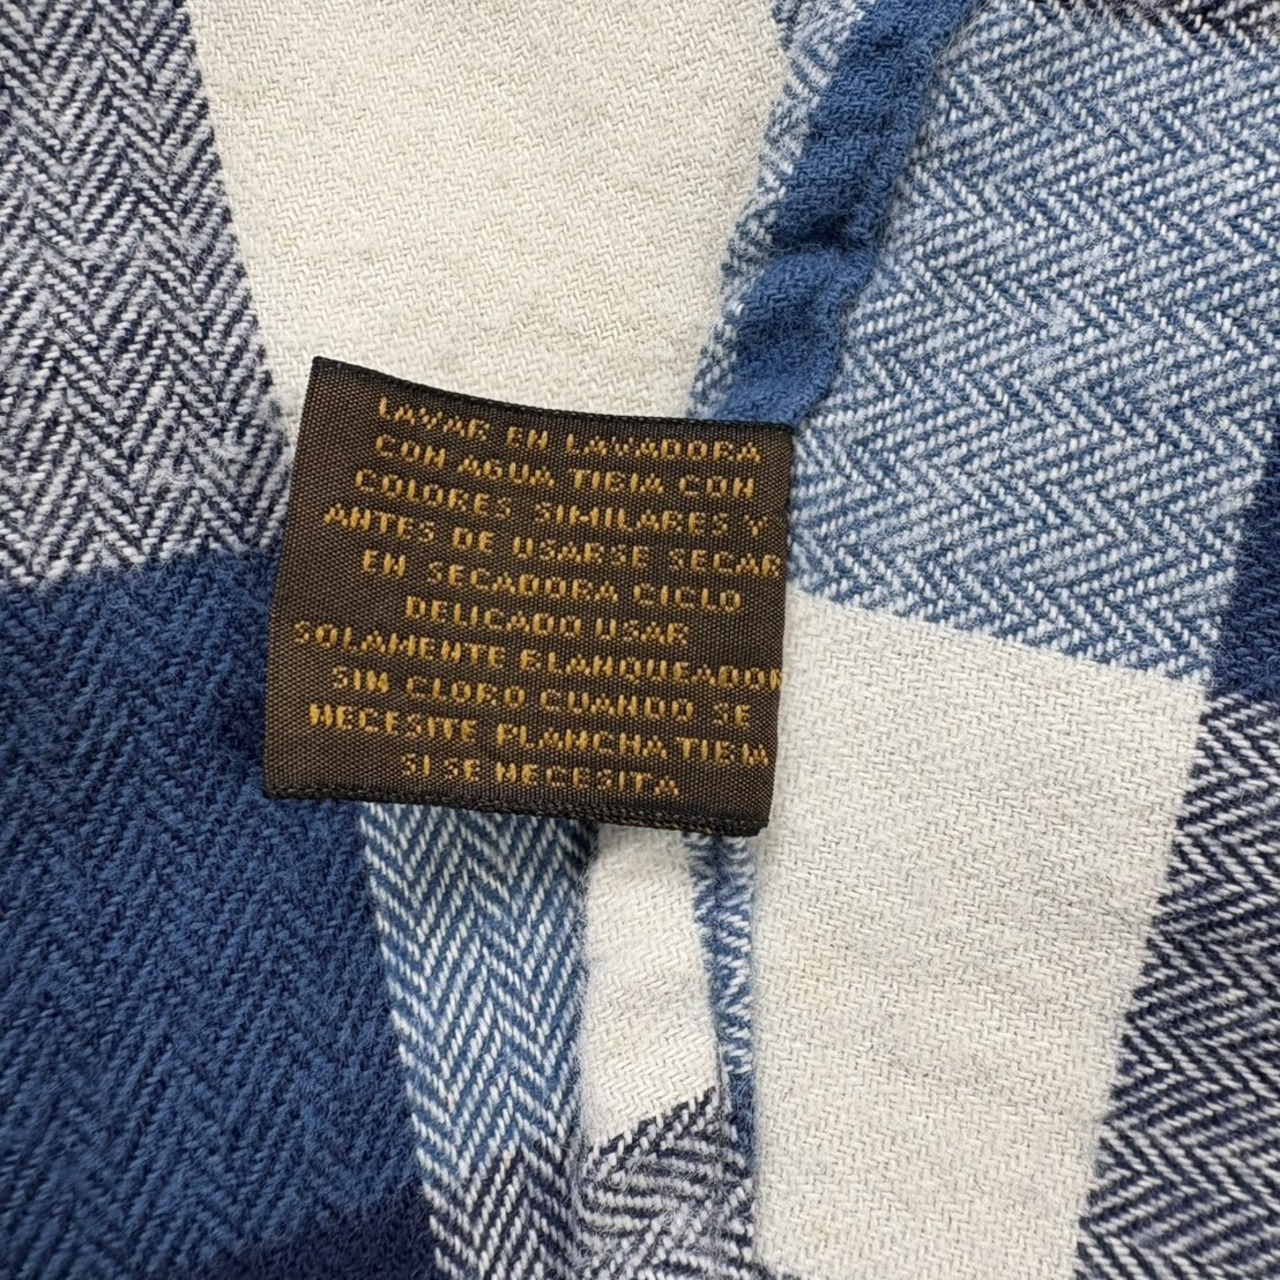 LAVAR EN LAVADORA
CON AGUA TIBIA CON
COLORES SIMILARES Y
ANTES DE USARSE SECAR
EN SECADORA CICLO
DELICADO USAR
SOLAMENTE BLANQUEADOR
SIN CLORO CUANDO SE
NECESITE PLANCHA TIBIA
SI SE NECESITA